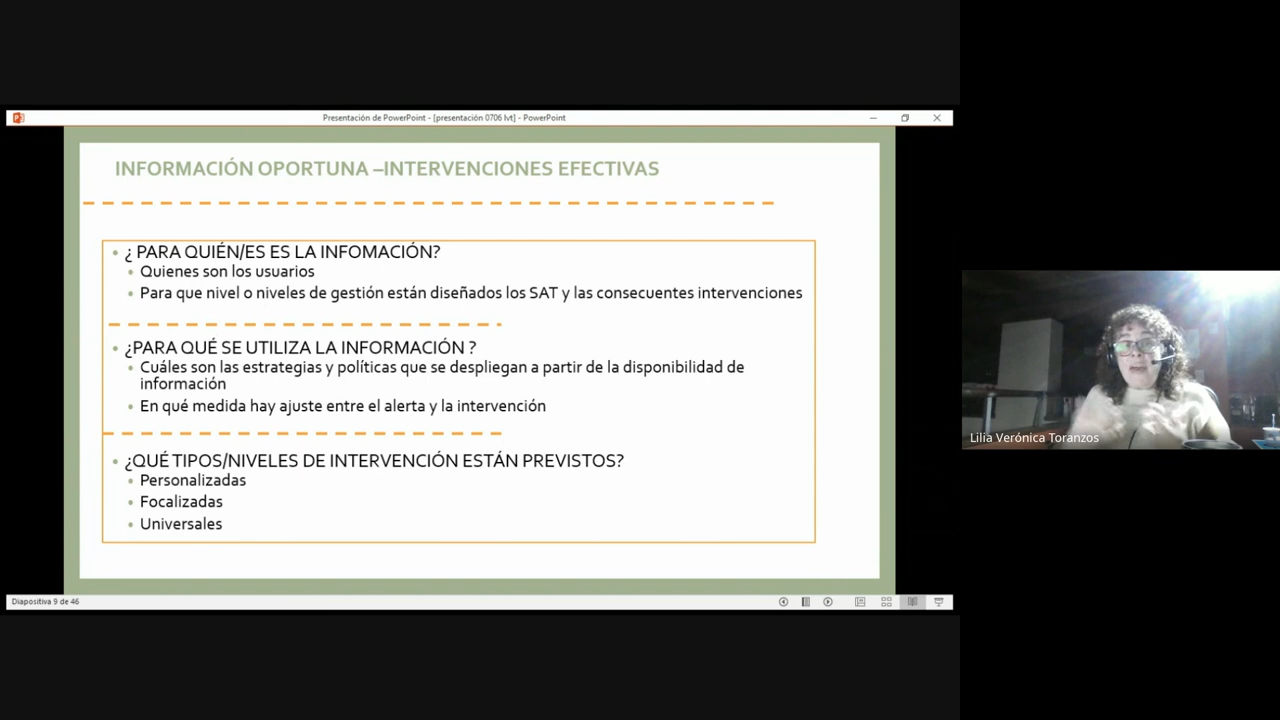 Presentación de PowerPoint - [presentación 0706 lvt] - PowerPoint
INFORMACIÓN OPORTUNA –INTERVENCIONES EFECTIVAS
• ¿ PARA QUIÉN/ES ES LA INFOMACIÓN?
• Quienes son los usuarios
• Para que nivel o niveles de gestión están diseñados los SAT y las consecuentes intervenciones
• ¿PARA QUÉ SE UTILIZA LA INFORMACIÓN ?
• Cuáles son las estrategias y políticas que se despliegan a partir de la disponibilidad de
información
• En qué medida hay ajuste entre el alerta y la intervención
• ¿QUÉ TIPOS/NIVELES DE INTERVENCIÓN ESTÁN PREVISTOS?
• Personalizadas
• Focalizadas
• Universales
Diapositiva 9 de 46
Lilia Verónica Toranzos